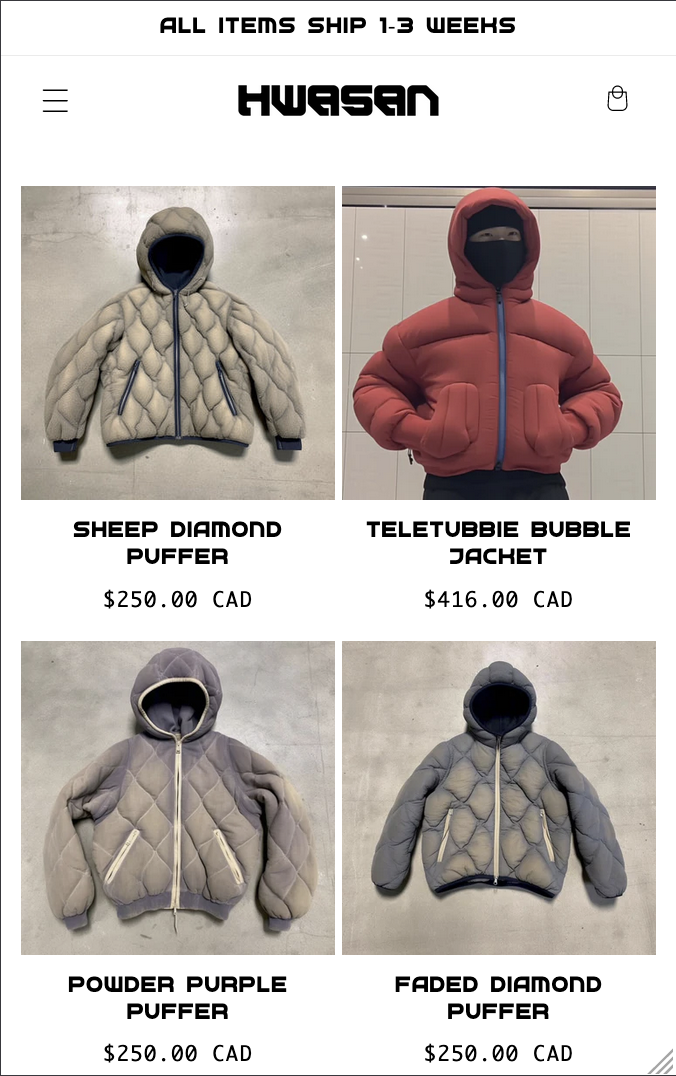 ALL ITEMS SHIP 1-3 WEEKS
HWASAN
SHEEP DIAMOND
PUFFER
$250.00 CAD
TELETUBBIE BUBBLE
JACKET
$416.00 CAD
POWDER PURPLE
PUFFER
$250.00 CAD
FADED DIAMOND
PUFFER
$250.00 CAD